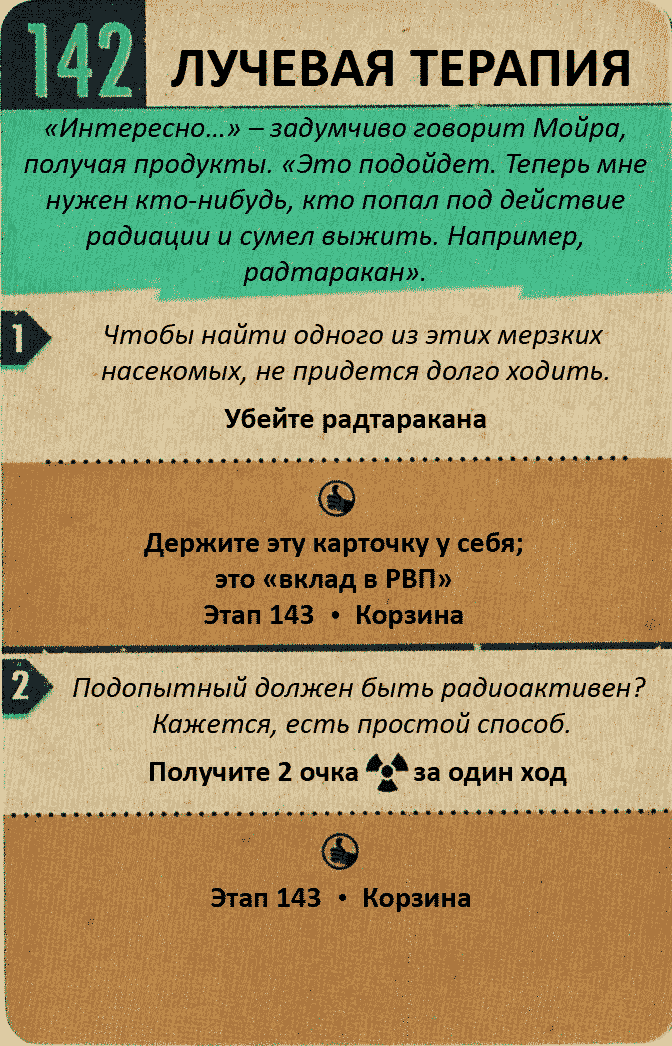 142
ЛУЧЕВАЯ ТЕРАПИЯ
«Интересно...» – задумчиво говорит Мойра,
получая продукты. «Это подойдет. Теперь мне
нужен кто-нибудь, кто попал под действие
радиации и сумел выжить. Например,
радтаракан».
1
Чтобы найти одного из этих мерзких
насекомых, не придется долго ходить.
Убейте радтаракана
Держите эту карточку у себя;
это «вклад в РВП»
Этап 143 • Корзина
2
Подопытный должен быть радиоактивен?
Кажется, есть простой способ.
Получите 2 очка за один ход
Этап 143 • Корзина